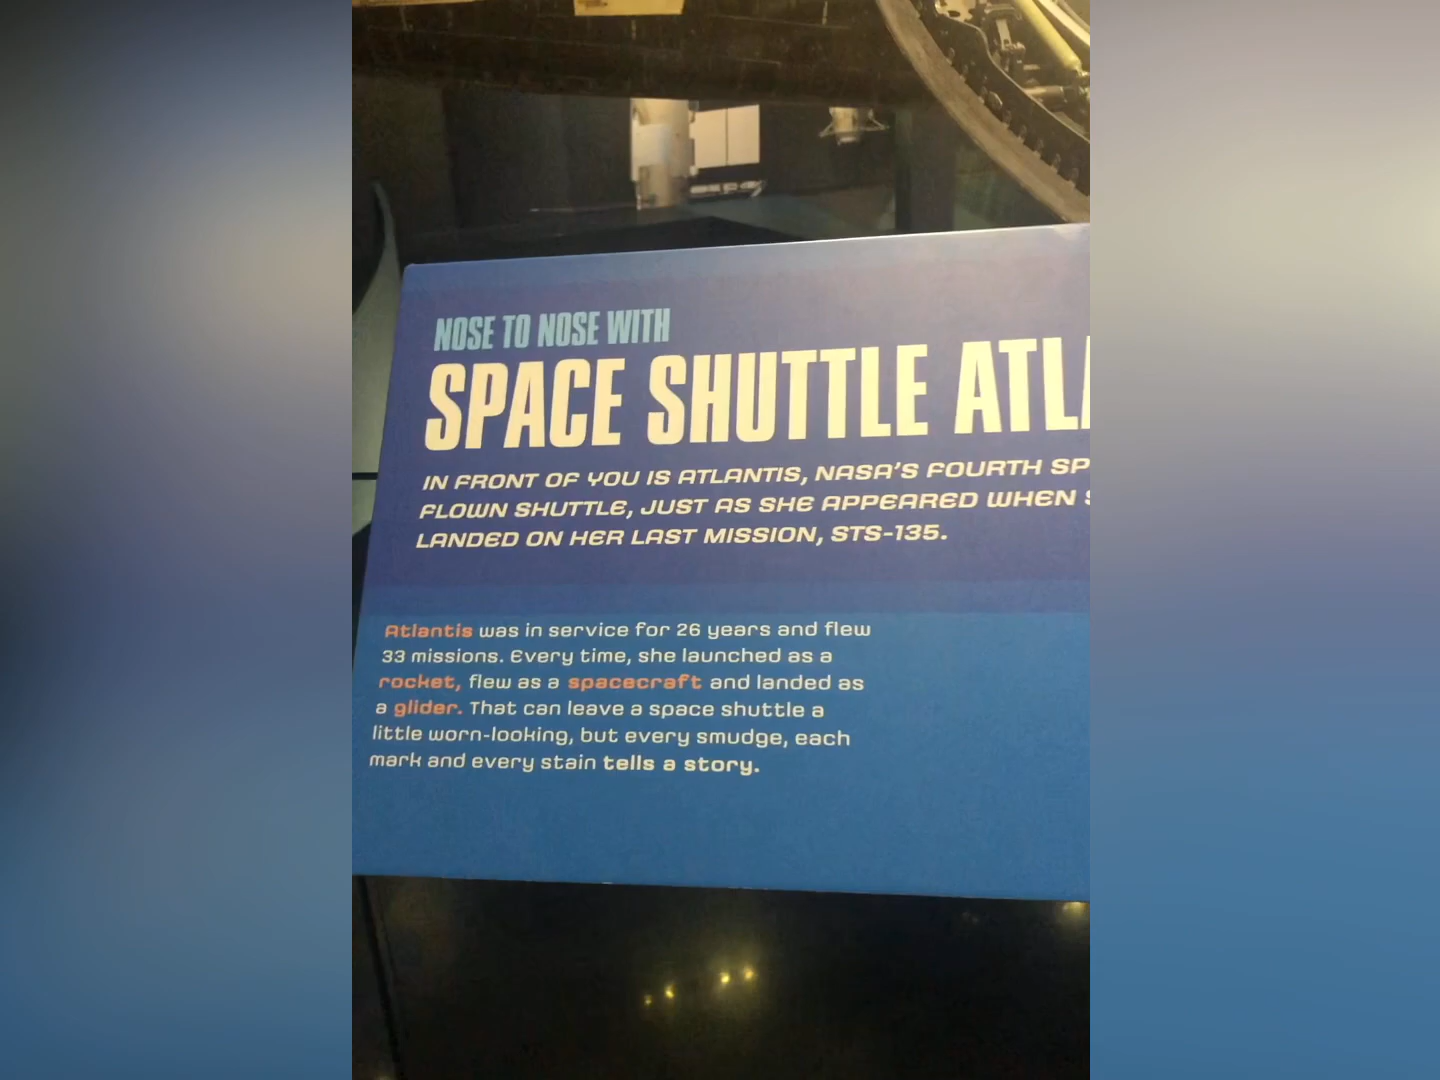 NOSE TO NOSE WITH
SPACE SHUTTLE ATL
IN FRONT OF YOU IS ATLANTIS, NASA'S FOURTH SP
FLOWN SHUTTLE, JUST AS SHE APPEARED WHEN
LANDED ON HER LAST MISSION, STS-135.
Atlantis was in service for 26 years and flew
33 missions. Every time, she launched as a
rocket, flew as a spacecraft and landed as
a glider. That can leave a space shuttle a
little worn-looking, but every smudge, each
mark and every stain tells a story.